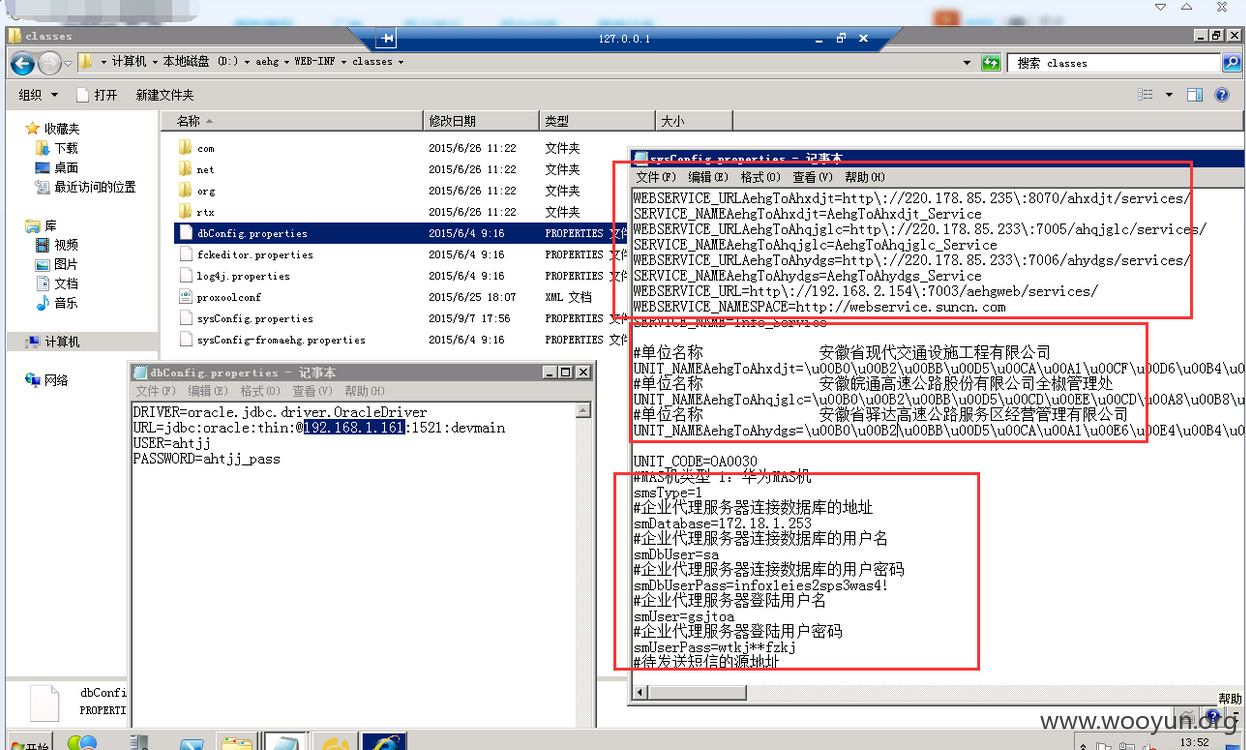 classes
127.0.0.1
计算机 本地磁盘 (D:) aehg WEB-INF classes
搜索 classes
组织 打开 新建文件夹
收藏夹
下载
桌面
最近访问的位置
库
视频
图片
文档
音乐
计算机
网络
名称 修改日期 类型 大小
com 2015/6/26 11:22 文件夹
net 2015/6/26 11:22 文件夹
org 2015/6/26 11:22 文件夹
rtx 2015/6/26 11:22 文件夹
dbConfig.properties 2015/6/4 9:16 PROPERTIES 文件
fckeditor.properties 2015/6/4 9:16 PROPERTIES 文件
log4j.properties 2015/6/4 9:16 PROPERTIES 文件
proxoolconf 2015/6/25 18:07 XML 文档
sysConfig.properties 2015/9/7 17:56 PROPERTIES 文件
sysConfig-fromaehg.properties 2015/6/4 9:16 PROPERTIES 文件
dbConfig.properties - 记事本
文件(F) 编辑(E) 格式(O) 查看(V) 帮助(H)
DRIVER=oracle.jdbc.driver.OracleDriver
URL=jdbc:oracle:thin:@192.168.1.161:1521:devmain
USER=ahtjj
PASSWORD=ahtjj_pass
sysConfig.properties - 记事本
文件(F) 编辑(E) 格式(O) 查看(V) 帮助(H)
WEBSERVICE_URLAehgToAhxdjt=http\://220.178.85.235\:8070/ahxdjt/services/
SERVICE_NAMEAehgToAhxdjt=AehgToAhxdjt_Service
WEBSERVICE_URLAehgToAhqjglc=http\://220.178.85.233\:7005/ahqjglc/services/
SERVICE_NAMEAehgToAhqjglc=AehgToAhqjglc_Service
WEBSERVICE_URLAehgToAhydgs=http\://220.178.85.233\:7006/ahydgs/services/
SERVICE_NAMEAehgToAhydgs=AehgToAhydgs_Service
WEBSERVICE_URL=http\://192.168.2.154\:7003/aehgweb/services/
WEBSERVICE_NAMESPACE=http://webservice.suncn.com
SERVICE_NAME=Info_Service
#单位名称 安徽省现代交通设施工程有限公司
UNIT_NAMEAehgToAhxdjt=\u00B0\u00B2\u00BB\u00D5\u00CA\u00A1\u00CF\u00D6\u00B4\u0
#单位名称 安徽皖通高速公路股份有限公司全椒管理处
UNIT_NAMEAehgToAhqjglc=\u00B0\u00B2\u00BB\u00D5\u00CD\u00EE\u00CD\u00A8\u00B8\u
#单位名称 安徽省驿达高速公路服务区经营管理有限公司
UNIT_NAMEAehgToAhydgs=\u00B0\u00B2\u00BB\u00D5\u00CA\u00A1\u00E6\u00E4\u00B4\u0
UNIT_CODE=OA0030
#MAS机类型 1: 华为MAS机
smsType=1
#企业代理服务器连接数据库的地址
smDatabase=172.18.1.253
#企业代理服务器连接数据库的用户名
smDbUser=sa
#企业代理服务器连接数据库的用户密码
smDbUserPass=infoxleies2sps3was4!
#企业代理服务器登陆用户名
smUser=gsjtoa
#企业代理服务器登陆用户密码
smUserPass=wtkj**fzkj
#待发送短信的源地址
dbConfi
PROPERTI
帮助
www.wooyun.org
开始
13:52